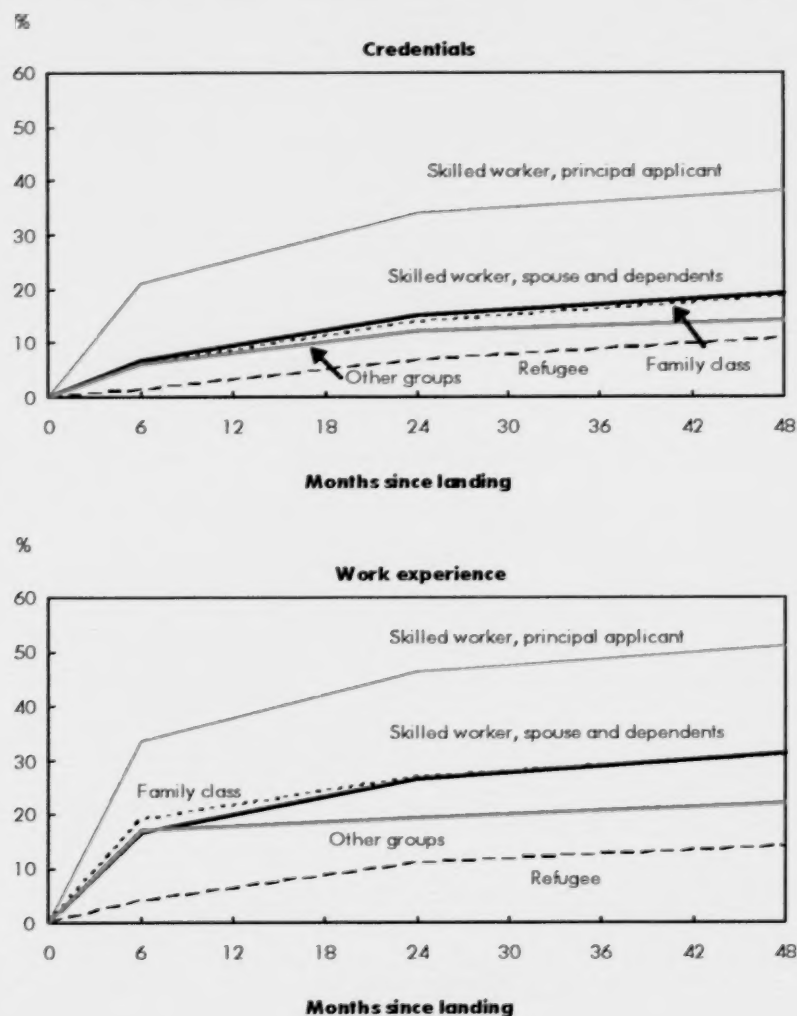 %
Credentials
60
50
40
30
20
10
0
Skilled worker, principal applicant
Skilled worker, spouse and dependents
Other groups
Refugee
Family class
0 6 12 18 24 30 36 42 48
Months since landing
%
Work experience
60
50
40
30
20
10
0
Skilled worker, principal applicant
Skilled worker, spouse and dependents
Family class
Other groups
Refugee
0 6 12 18 24 30 36 42 48
Months since landing